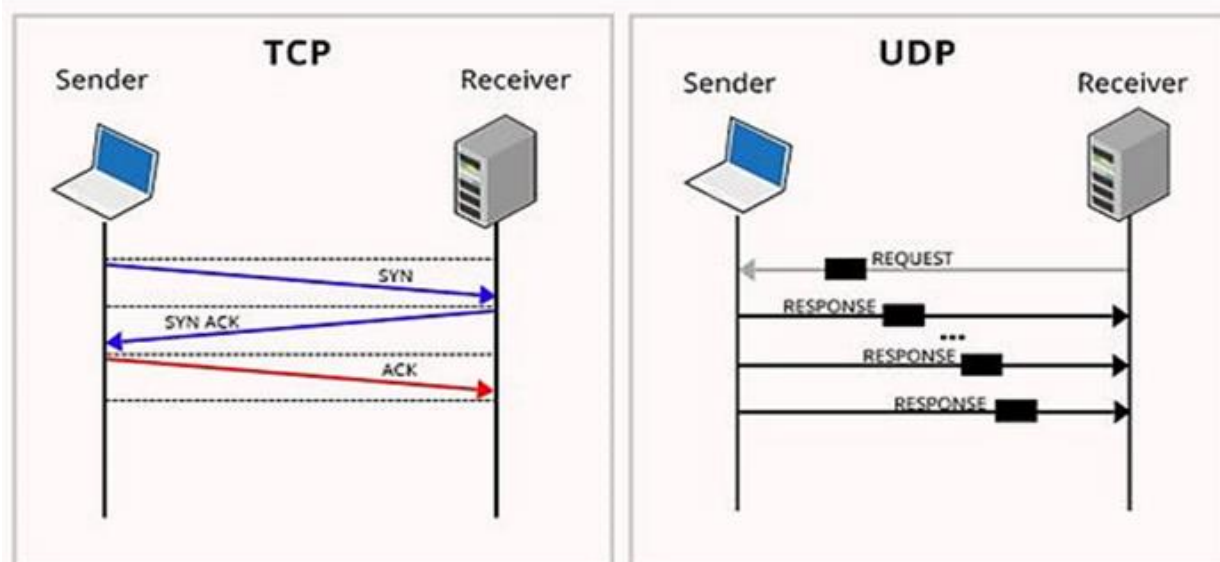 TCP
Sender
Receiver
SYN
SYN ACK
ACK
UDP
Sender
Receiver
REQUEST
RESPONSE
...
RESPONSE
RESPONSE